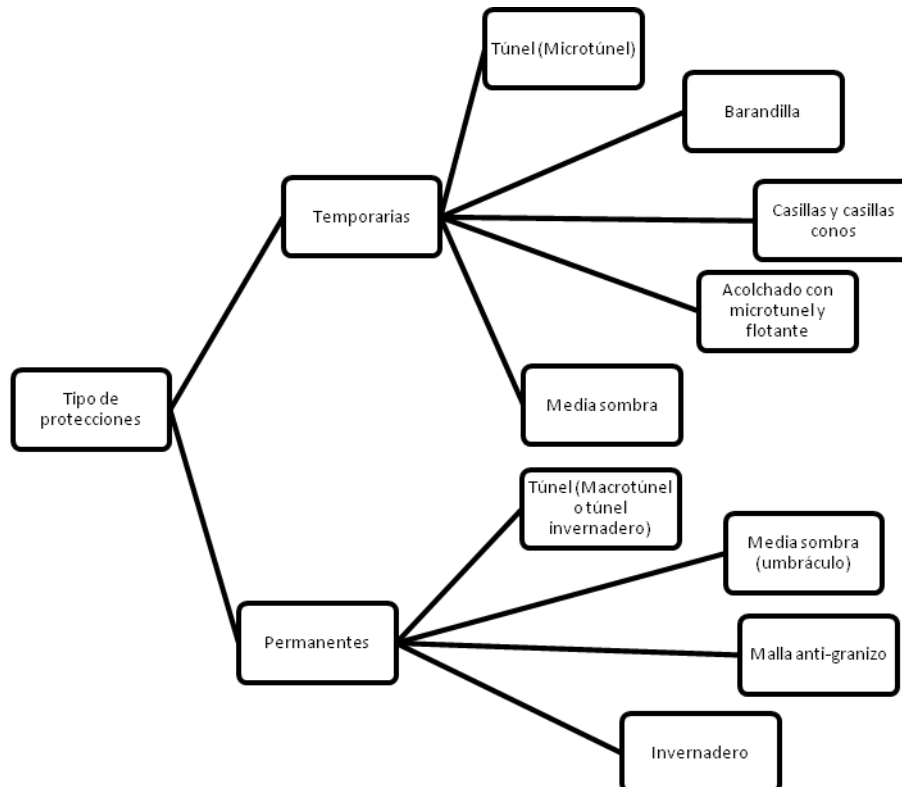 Túnel (Microtúnel)
Barandilla
Temporarias
Casillas y casillas
conos
Acolchado con
microtunel y
flotante
Tipo de
protecciones
Media sombra
Túnel (Macrotúnel
o túnel
invernadero)
Media sombra
(umbráculo)
Permanentes
Malla anti-granizo
Invernadero